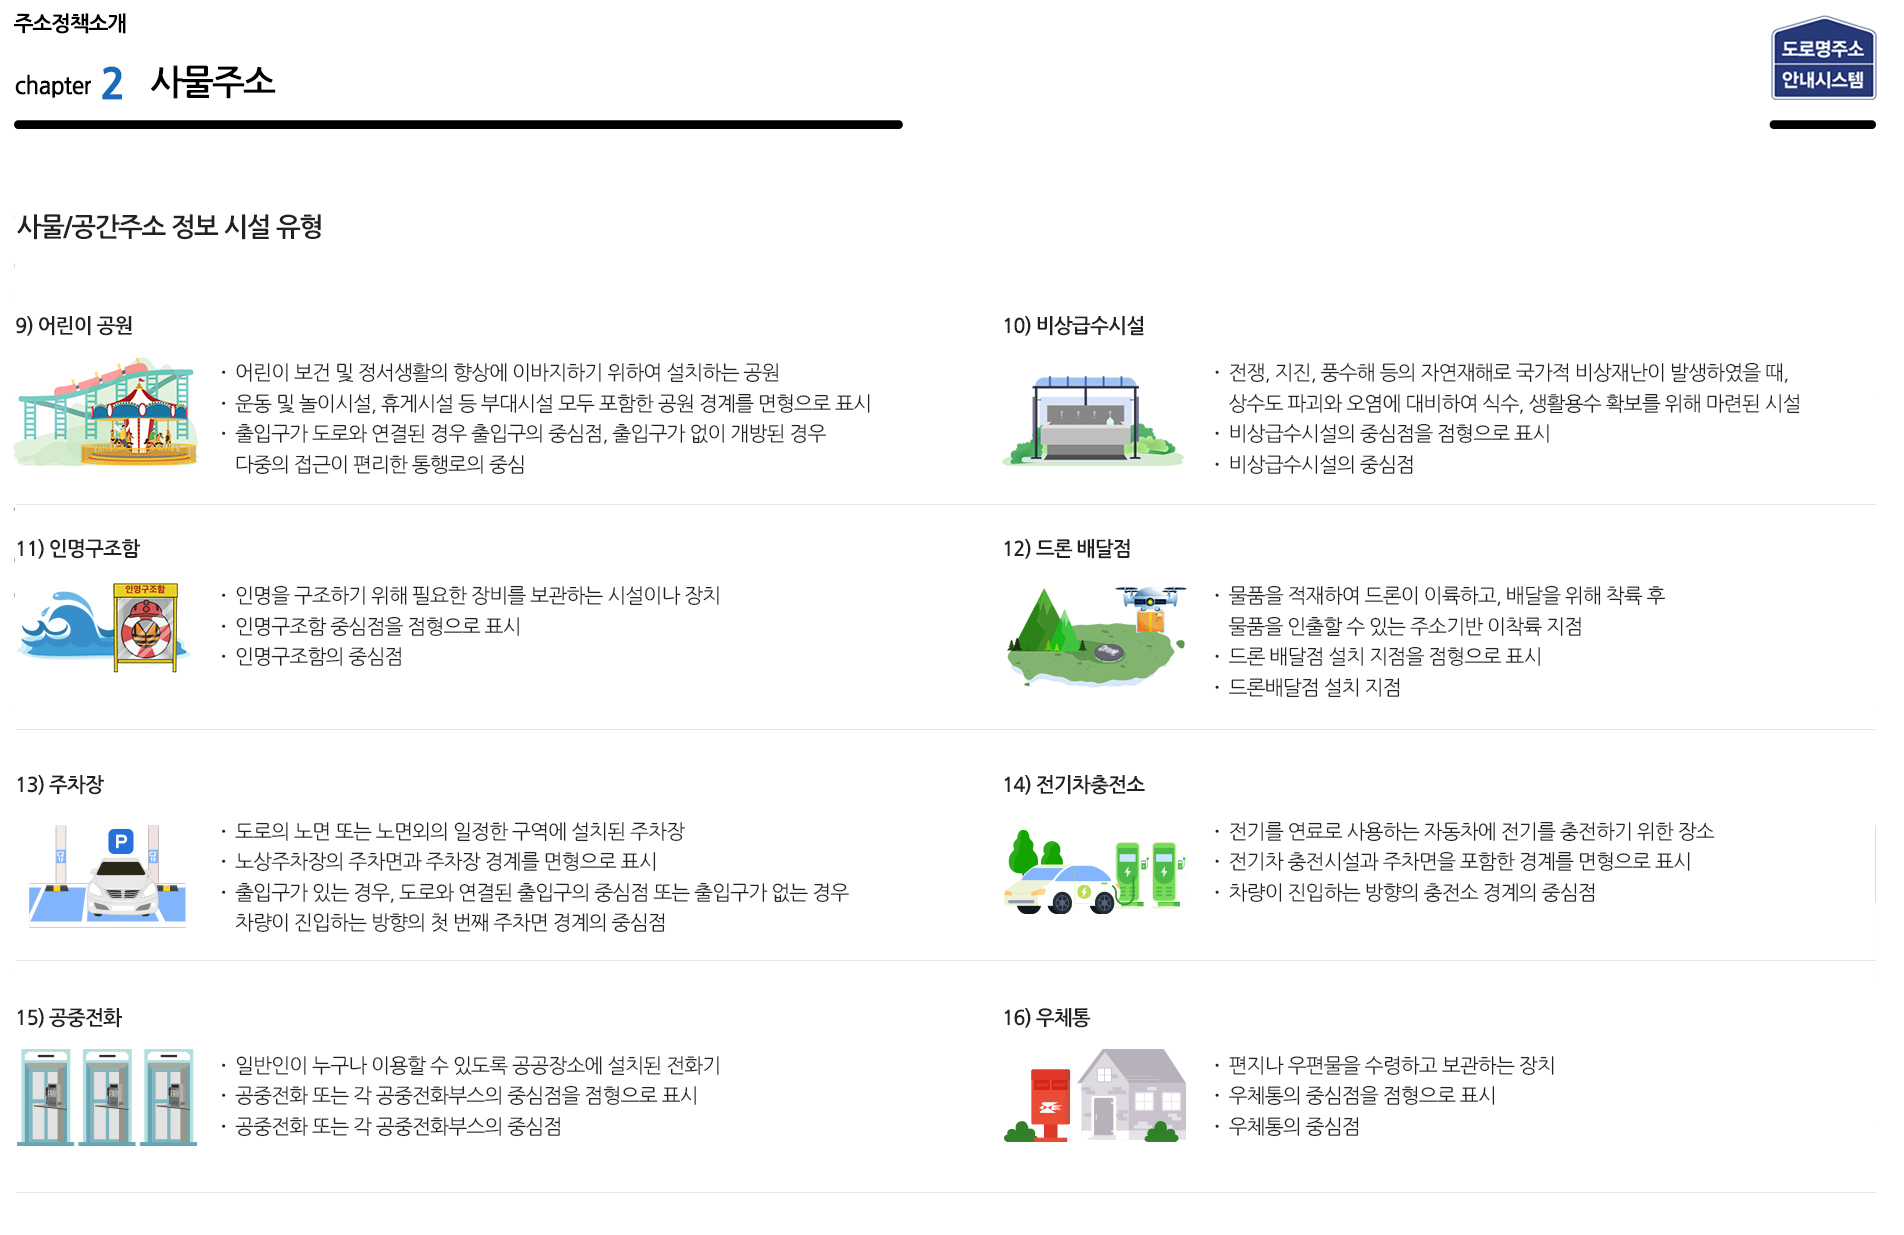 주소정책소개
chapter 2 사물주소
도로명주소
안내시스템
사물/공간주소 정보 시설 유형
9) 어린이 공원
· 어린이 보건 및 정서생활의 향상에 이바지하기 위하여 설치하는 공원
· 운동 및 놀이시설, 휴게시설 등 부대시설 모두 포함한 공원 경계를 면형으로 표시
· 출입구가 도로와 연결된 경우 출입구의 중심점, 출입구가 없이 개방된 경우
다중의 접근이 편리한 통행로의 중심
10) 비상급수시설
· 전쟁, 지진, 풍수해 등의 자연재해로 국가적 비상재난이 발생하였을 때,
상수도 파괴와 오염에 대비하여 식수, 생활용수 확보를 위해 마련된 시설
· 비상급수시설의 중심점을 점형으로 표시
· 비상급수시설의 중심점
11) 인명구조함
인명구조함
· 인명을 구조하기 위해 필요한 장비를 보관하는 시설이나 장치
· 인명구조함 중심점을 점형으로 표시
· 인명구조함의 중심점
12) 드론 배달점
· 물품을 적재하여 드론이 이륙하고, 배달을 위해 착륙 후
물품을 인출할 수 있는 주소기반 이착륙 지점
· 드론 배달점 설치 지점을 점형으로 표시
· 드론배달점 설치 지점
13) 주차장
P
· 도로의 노면 또는 노면외의 일정한 구역에 설치된 주차장
· 노상주차장의 주차면과 주차장 경계를 면형으로 표시
· 출입구가 있는 경우, 도로와 연결된 출입구의 중심점 또는 출입구가 없는 경우
차량이 진입하는 방향의 첫 번째 주차면 경계의 중심점
14) 전기차충전소
· 전기를 연료로 사용하는 자동차에 전기를 충전하기 위한 장소
· 전기차 충전시설과 주차면을 포함한 경계를 면형으로 표시
· 차량이 진입하는 방향의 충전소 경계의 중심점
15) 공중전화
· 일반인이 누구나 이용할 수 있도록 공공장소에 설치된 전화기
· 공중전화 또는 각 공중전화부스의 중심점을 점형으로 표시
· 공중전화 또는 각 공중전화부스의 중심점
16) 우체통
· 편지나 우편물을 수령하고 보관하는 장치
· 우체통의 중심점을 점형으로 표시
· 우체통의 중심점